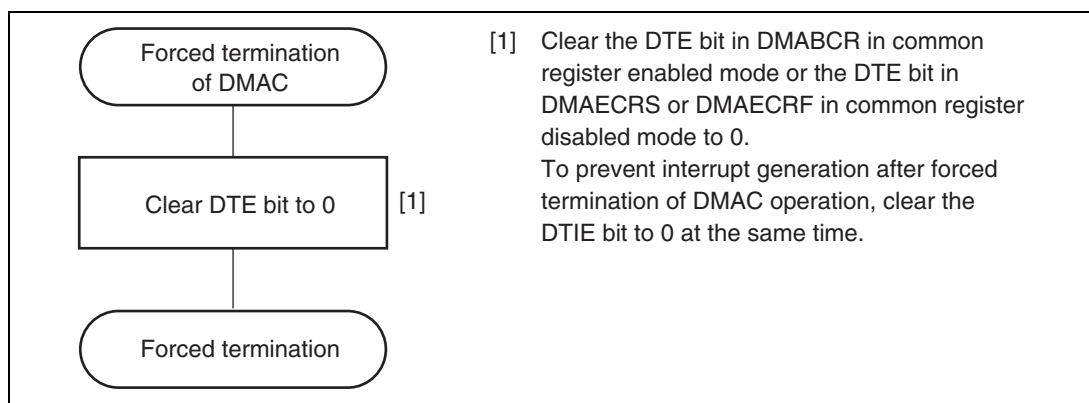 Forced termination
of DMAC
Clear DTE bit to 0
[1]
Forced termination
[1] Clear the DTE bit in DMABCR in common
register enabled mode or the DTE bit in
DMAECRS or DMAECRF in common register
disabled mode to 0.
To prevent interrupt generation after forced
termination of DMAC operation, clear the
DTIE bit to 0 at the same time.